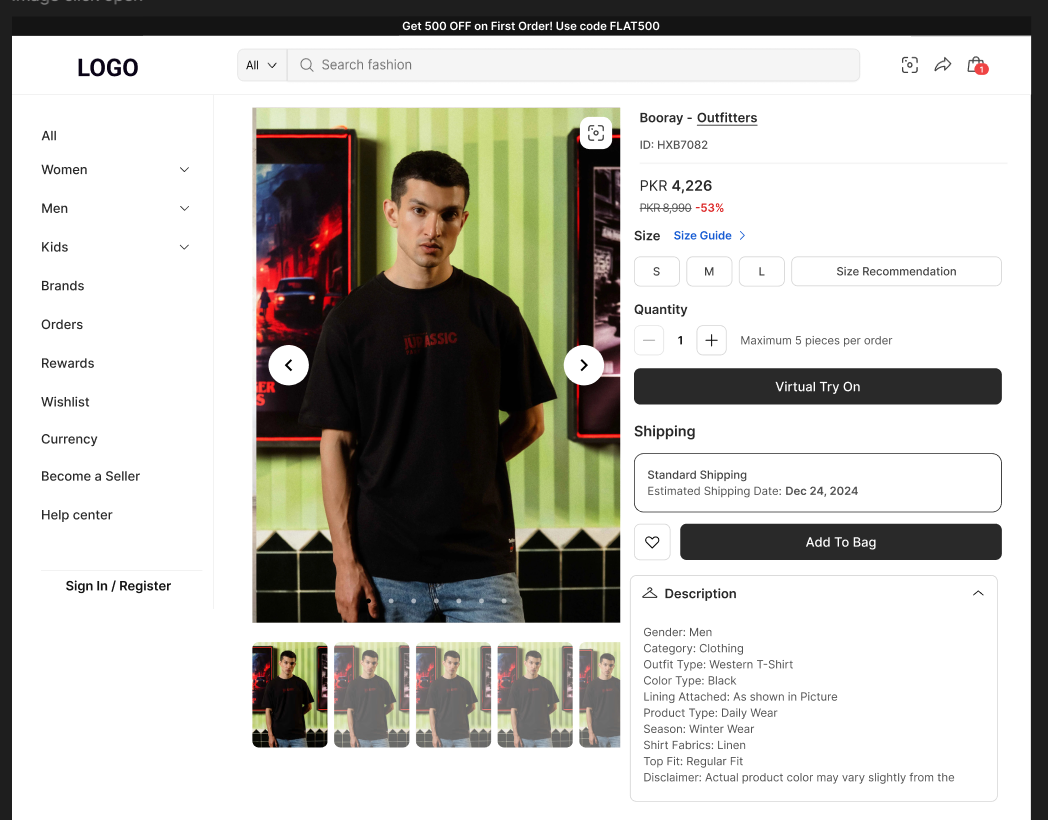 Get 500 OFF on First Order! Use code FLAT500
LOGO
All
Search fashion
1
All
Women
Men
Kids
Brands
Orders
Rewards
Wishlist
Currency
Become a Seller
Help center
Sign In / Register
JURASSIC
Booray - Outfitters
ID: HXB7082
PKR 4,226
PKR 8,990 -53%
Size Size Guide
S M L Size Recommendation
Quantity
1 Maximum 5 pieces per order
Virtual Try On
Shipping
Standard Shipping
Estimated Shipping Date: Dec 24, 2024
Add To Bag
Description
Gender: Men
Category: Clothing
Outfit Type: Western T-Shirt
Color Type: Black
Lining Attached: As shown in Picture
Product Type: Daily Wear
Season: Winter Wear
Shirt Fabrics: Linen
Top Fit: Regular Fit
Disclaimer: Actual product color may vary slightly from the